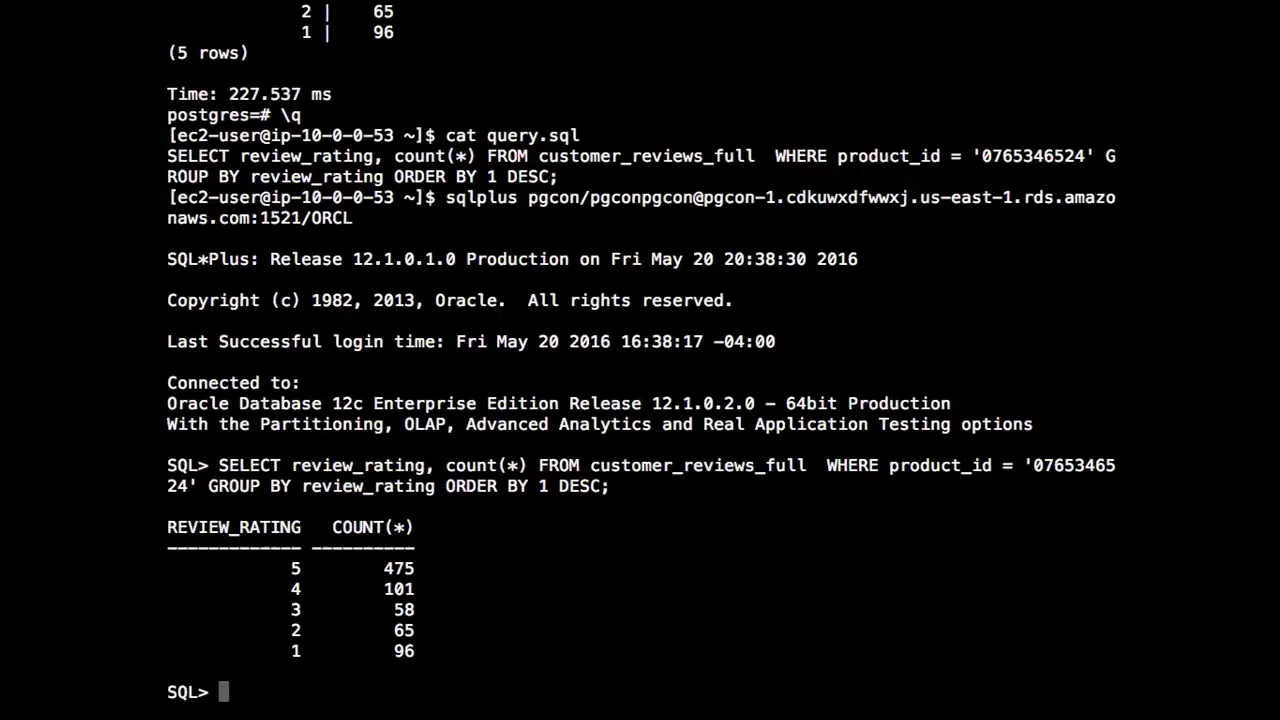 2 |    65
1 |    96
(5 rows)
Time: 227.537 ms
postgres=# \q
[ec2-user@ip-10-0-0-53 ~]$ cat query.sql
SELECT review_rating, count(*) FROM customer_reviews_full  WHERE product_id = '0765346524' G
ROUP BY review_rating ORDER BY 1 DESC;
[ec2-user@ip-10-0-0-53 ~]$ sqlplus pgcon/pgconpgcon@pgcon-1.cdkuwxdfwwxj.us-east-1.rds.amazo
naws.com:1521/ORCL
SQL*Plus: Release 12.1.0.1.0 Production on Fri May 20 20:38:30 2016
Copyright (c) 1982, 2013, Oracle.  All rights reserved.
Last Successful login time: Fri May 20 2016 16:38:17 -04:00
Connected to:
Oracle Database 12c Enterprise Edition Release 12.1.0.2.0 - 64bit Production
With the Partitioning, OLAP, Advanced Analytics and Real Application Testing options
SQL> SELECT review_rating, count(*) FROM customer_reviews_full  WHERE product_id = '07653465
24' GROUP BY review_rating ORDER BY 1 DESC;
REVIEW_RATING   COUNT(*)
------------- ----------
5        475
4        101
3         58
2         65
1         96
SQL>